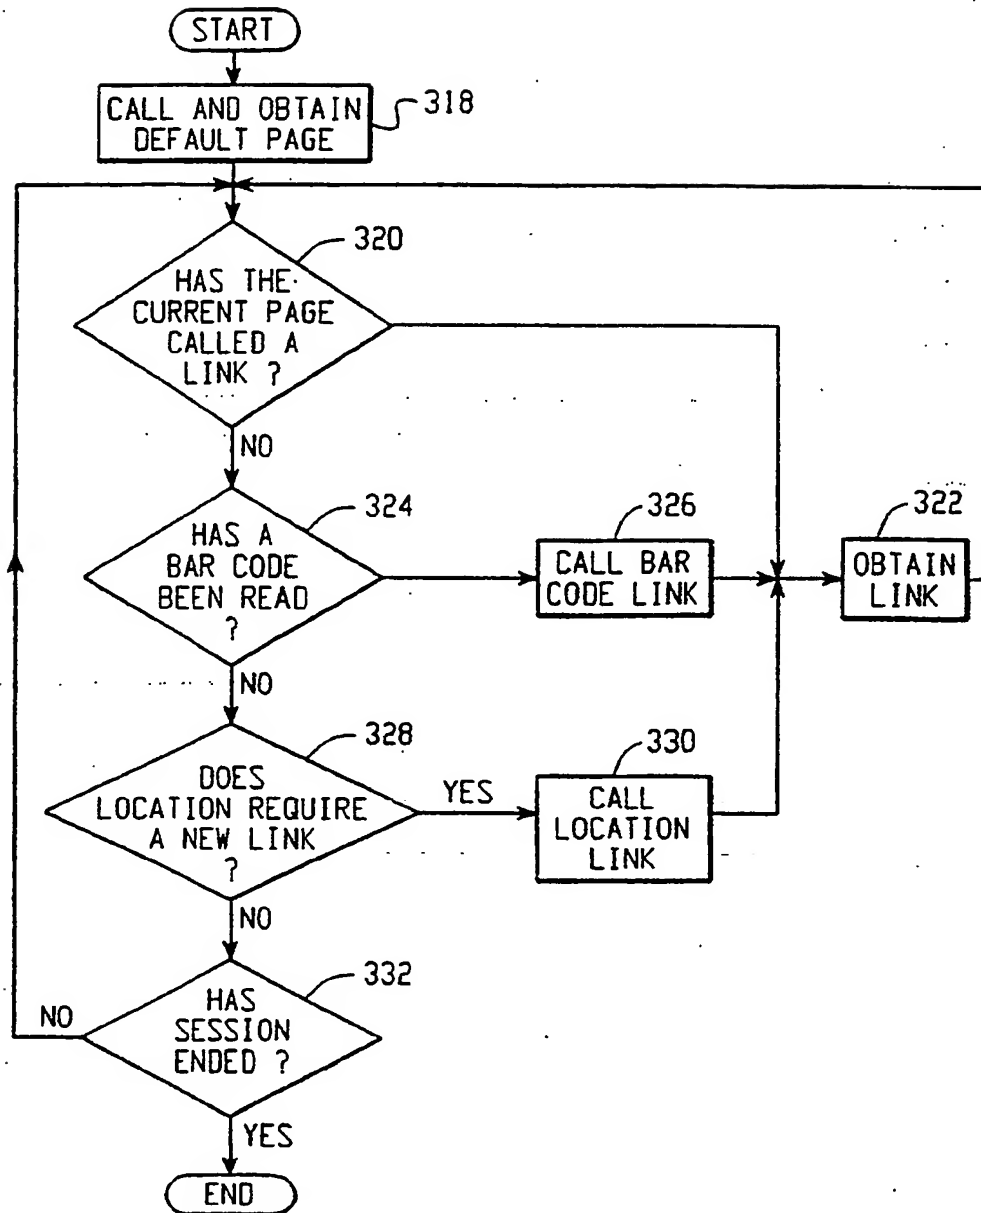 START
CALL AND OBTAIN
DEFAULT PAGE
318
320
HAS THE
CURRENT PAGE
CALLED A
LINK ?
NO
324
HAS A
BAR CODE
BEEN READ
?
326
CALL BAR
CODE LINK
322
OBTAIN
LINK
NO
328
DOES
LOCATION REQUIRE
A NEW LINK
?
YES
330
CALL
LOCATION
LINK
NO
332
HAS
SESSION
ENDED ?
NO
YES
END